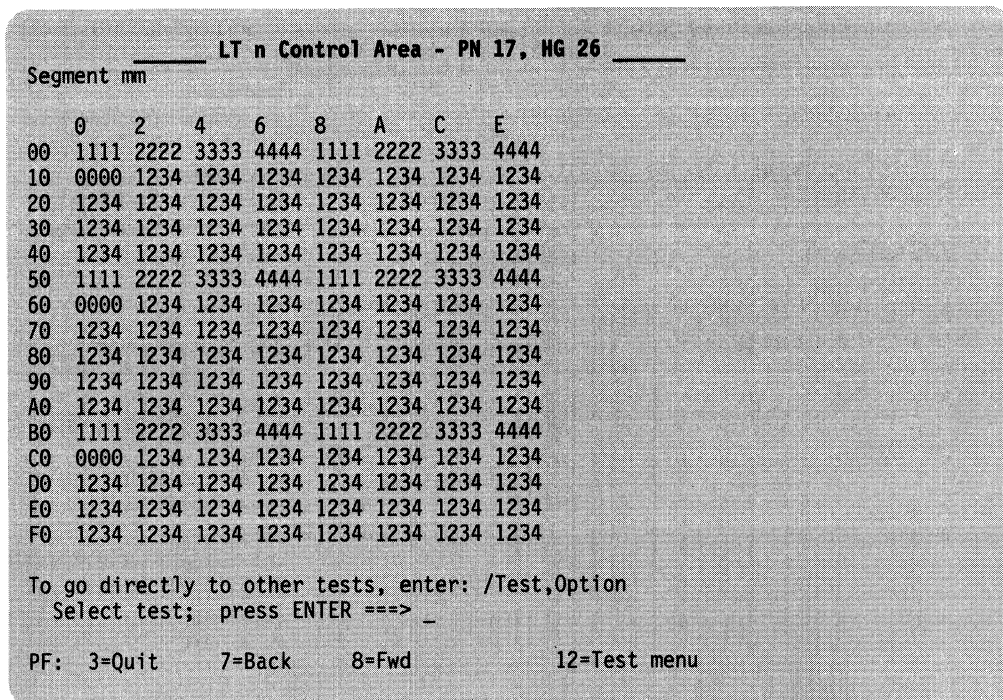 ______ LT n Control Area - PN 17, HG 26 ______
Segment mm
0 2 4 6 8 A C E
00 1111 2222 3333 4444 1111 2222 3333 4444
10 0000 1234 1234 1234 1234 1234 1234 1234
20 1234 1234 1234 1234 1234 1234 1234 1234
30 1234 1234 1234 1234 1234 1234 1234 1234
40 1234 1234 1234 1234 1234 1234 1234 1234
50 1111 2222 3333 4444 1111 2222 3333 4444
60 0000 1234 1234 1234 1234 1234 1234 1234
70 1234 1234 1234 1234 1234 1234 1234 1234
80 1234 1234 1234 1234 1234 1234 1234 1234
90 1234 1234 1234 1234 1234 1234 1234 1234
A0 1234 1234 1234 1234 1234 1234 1234 1234
B0 1111 2222 3333 4444 1111 2222 3333 4444
C0 0000 1234 1234 1234 1234 1234 1234 1234
D0 1234 1234 1234 1234 1234 1234 1234 1234
E0 1234 1234 1234 1234 1234 1234 1234 1234
F0 1234 1234 1234 1234 1234 1234 1234 1234
To go directly to other tests, enter: /Test,Option
Select test; press ENTER ===> _
PF: 3=Quit 7=Back 8=Fwd 12=Test menu